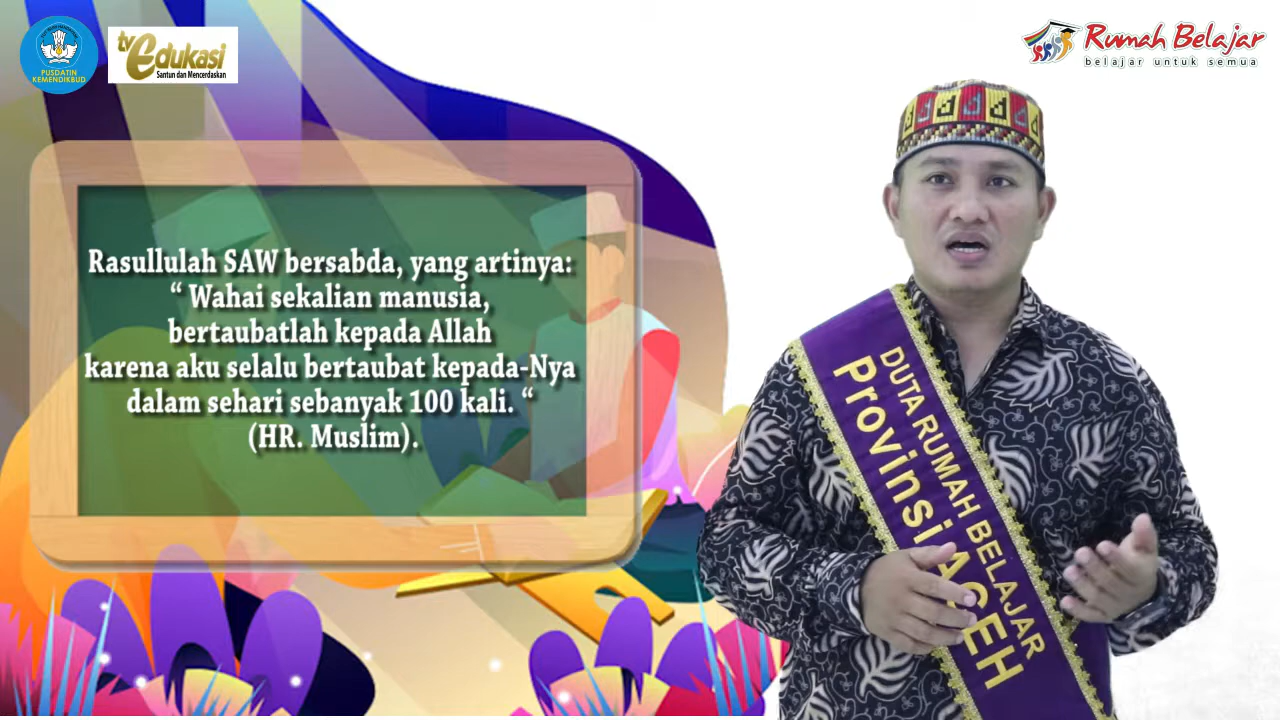 PUSDATIN
KEMENDIKBUD
tv edukasi
Santun dan Mencerdaskan
Rumah Belajar
belajar untuk semua
Rasullulah SAW bersabda, yang artinya:
“ Wahai sekalian manusia,
bertaubatlah kepada Allah
karena aku selalu bertaubat kepada-Nya
dalam sehari sebanyak 100 kali. “
(HR. Muslim).
DUTA RUMAH BELAJAR
Provinsi ACEH